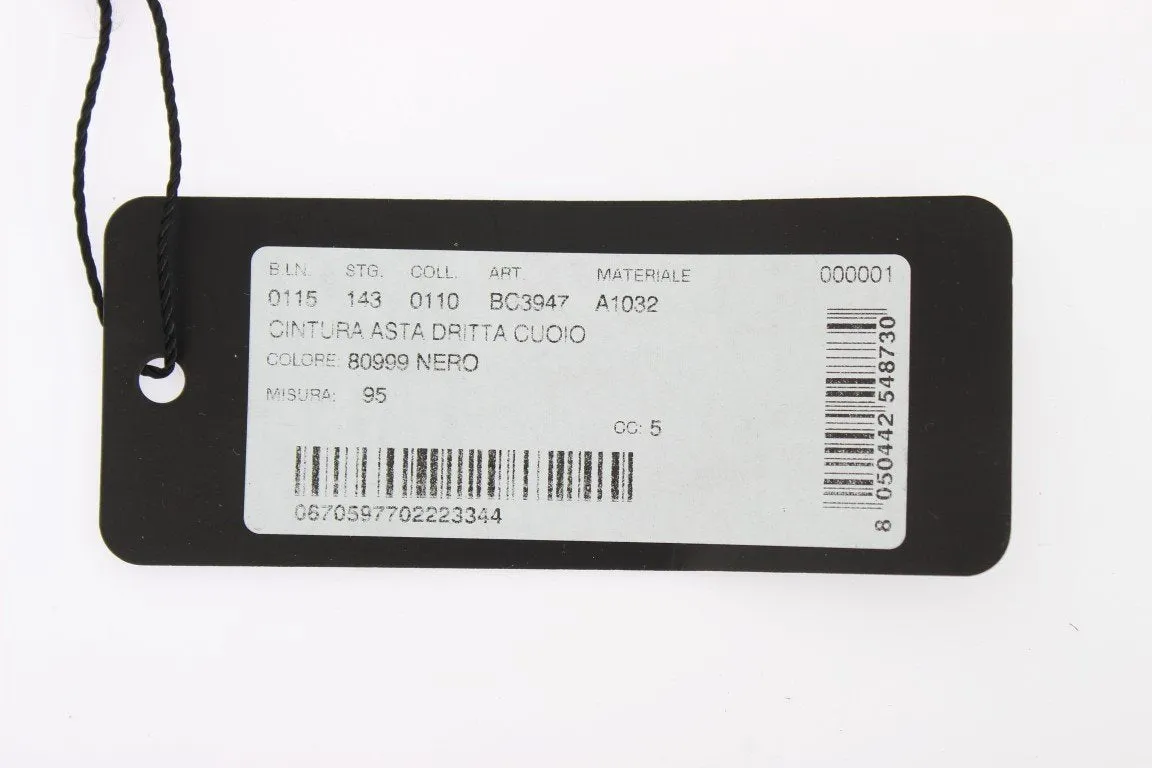 B.LN. STG. COLL. ART. MATERIALE 000001
0115 143 0110 BC3947 A1032
CINTURA ASTA DRITTA CUOIO
COLORE: 80999 NERO
MISURA: 95
CC: 5
0670597702223344
8 050442 548730